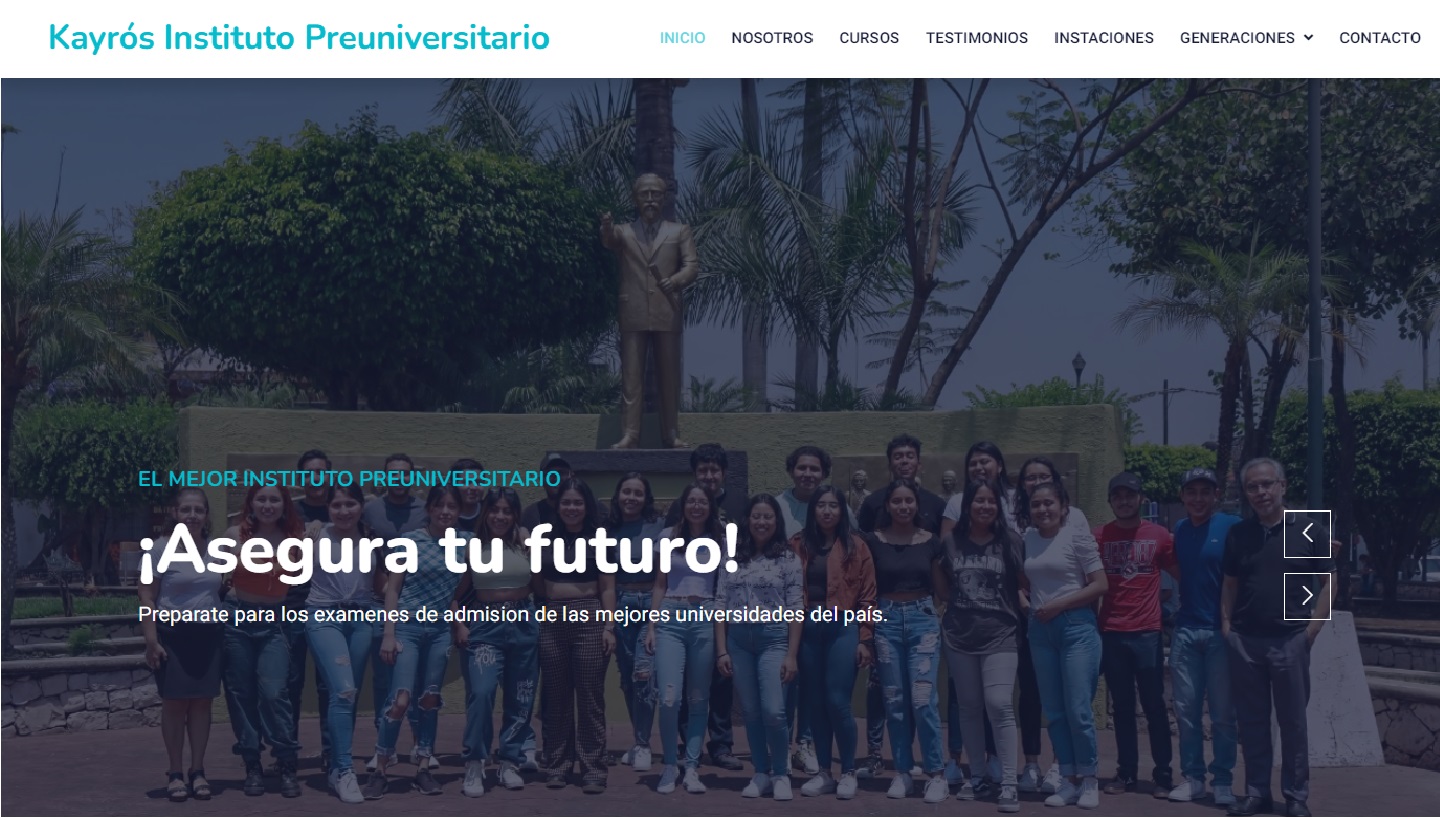 Kayrós Instituto Preuniversitario
INICIO NOSOTROS CURSOS TESTIMONIOS INSTACIONES GENERACIONES CONTACTO
EL MEJOR INSTITUTO PREUNIVERSITARIO
¡Asegura tu futuro!
Preparate para los examenes de admision de las mejores universidades del país.